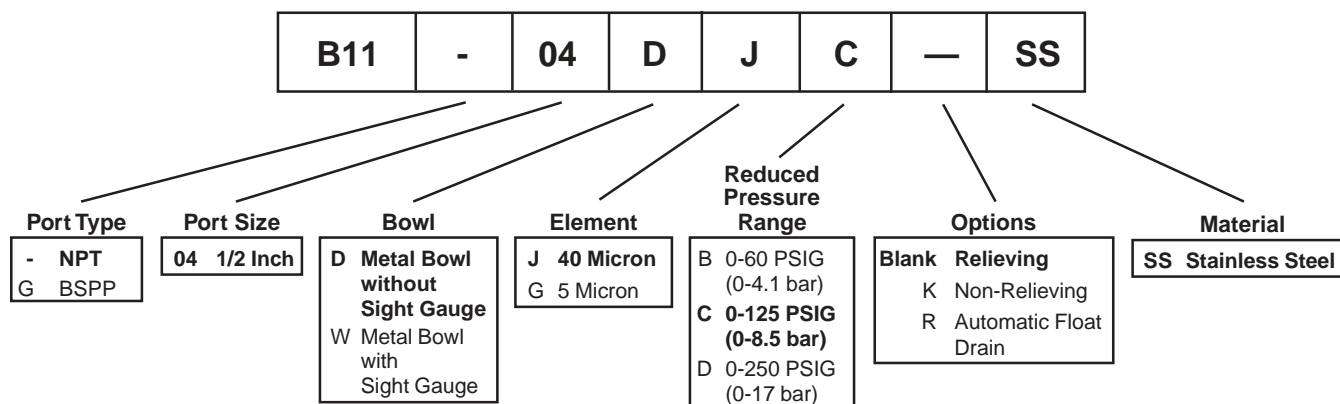 B11 - 04 D J C — SS
Port Type
- NPT
G BSPP
Port Size
04 1/2 Inch
Bowl
D Metal Bowl
without
Sight Gauge
W Metal Bowl
with
Sight Gauge
Element
J 40 Micron
G 5 Micron
Reduced
Pressure
Range
B 0-60 PSIG
(0-4.1 bar)
C 0-125 PSIG
(0-8.5 bar)
D 0-250 PSIG
(0-17 bar)
Options
Blank Relieving
K Non-Relieving
R Automatic Float
Drain
Material
SS Stainless Steel